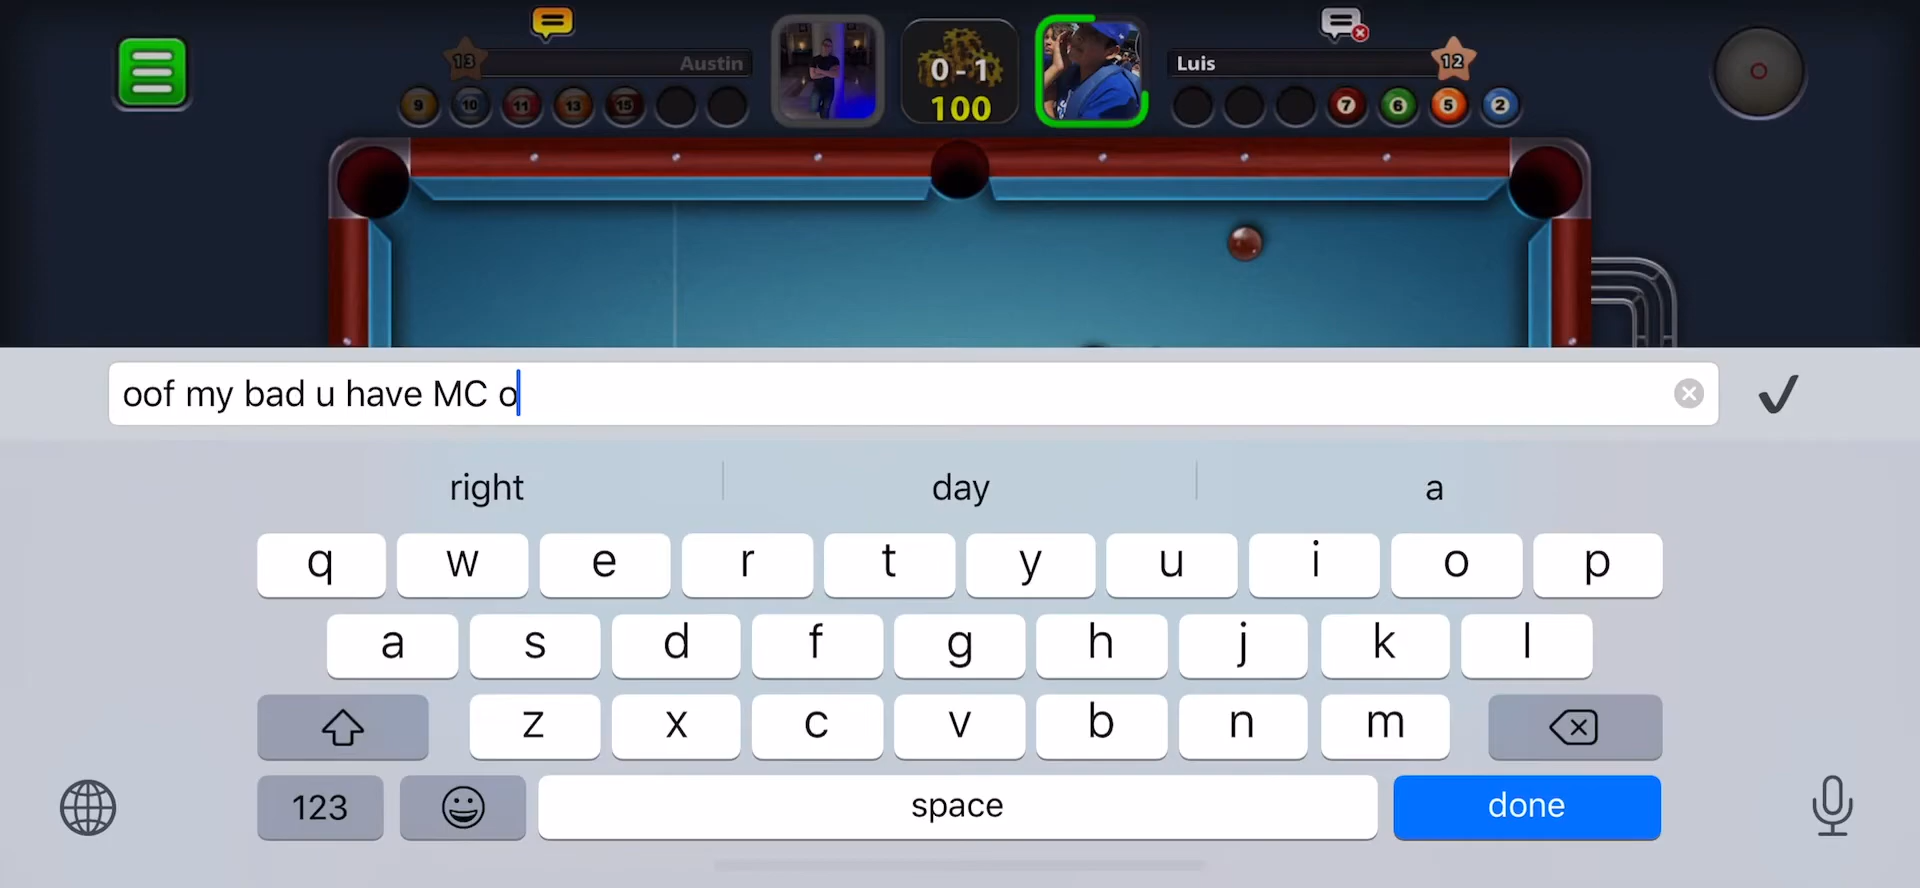 13
Austin
0 - 1
100
Luis
12
9 10 11 13 15
7 6 5 2
oof my bad u have MC o
right day a
q w e r t y u i o p
a s d f g h j k l
z x c v b n m
123 space done